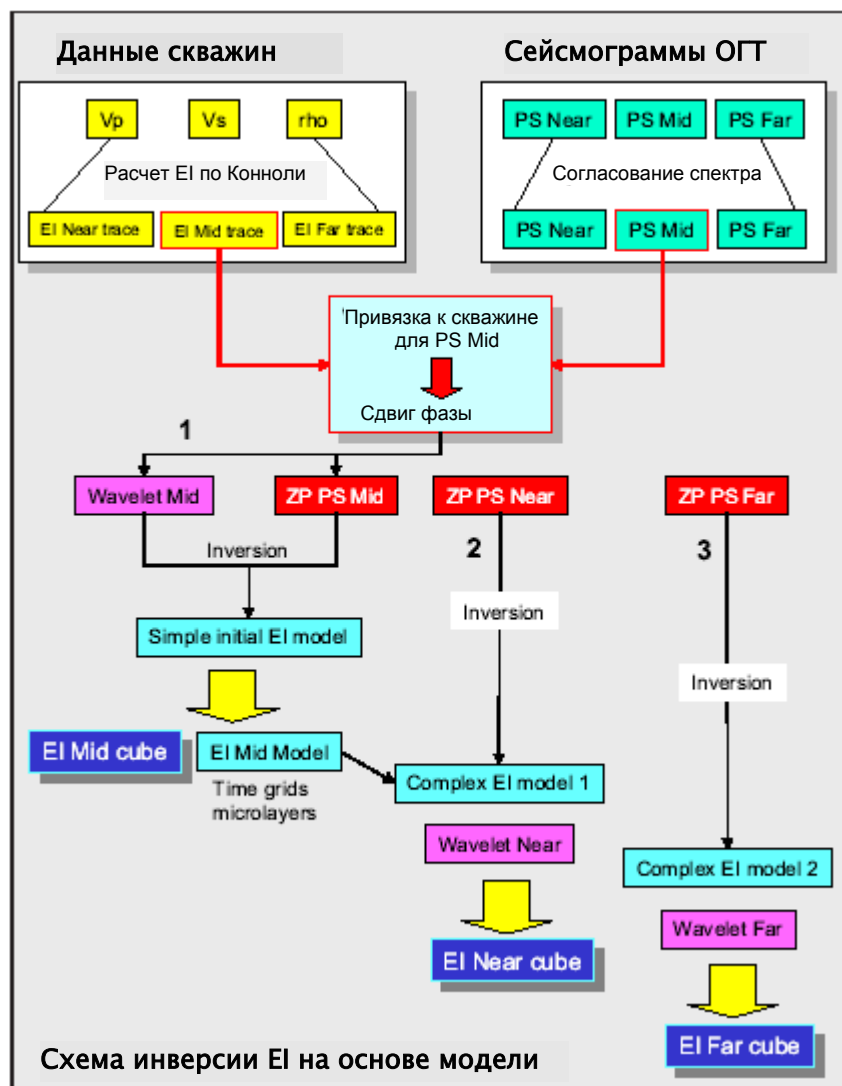 Данные скважин
Сейсмограммы ОГТ
Vp
Vs
rho
Расчет EI по Конноли
EI Near trace
EI Mid trace
EI Far trace
PS Near
PS Mid
PS Far
Согласование спектра
PS Near
PS Mid
PS Far
Привязка к скважине
для PS Mid
Сдвиг фазы
1
Wavelet Mid
ZP PS Mid
ZP PS Near
ZP PS Far
Inversion
2
3
Inversion
Simple initial EI model
Inversion
EI Mid cube
EI Mid Model
Time grids
microlayers
Complex EI model 1
Wavelet Near
Complex EI model 2
EI Near cube
Wavelet Far
EI Far cube
Схема инверсии EI на основе модели